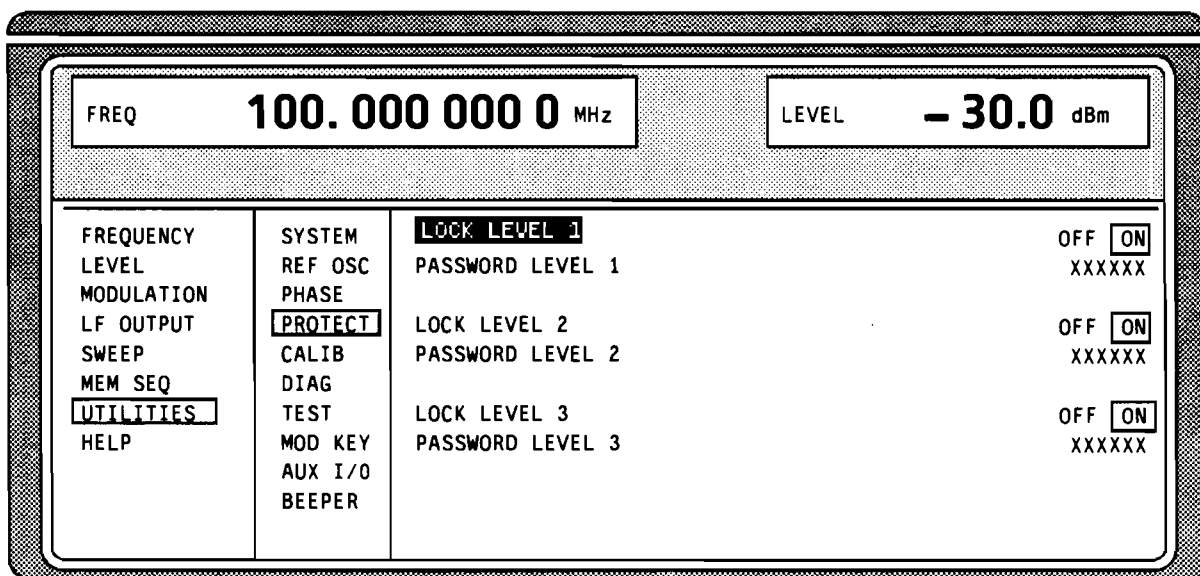 FREQ 100. 000 000 0 MHz LEVEL – 30.0 dBm
FREQUENCY SYSTEM LOCK LEVEL 1 OFF ON
LEVEL REF OSC PASSWORD LEVEL 1 XXXXXX
MODULATION PHASE
LF OUTPUT PROTECT LOCK LEVEL 2 OFF ON
SWEEP CALIB PASSWORD LEVEL 2 XXXXXX
MEM SEQ DIAG
UTILITIES TEST LOCK LEVEL 3 OFF ON
HELP MOD KEY PASSWORD LEVEL 3 XXXXXX
AUX I/O
BEEPER